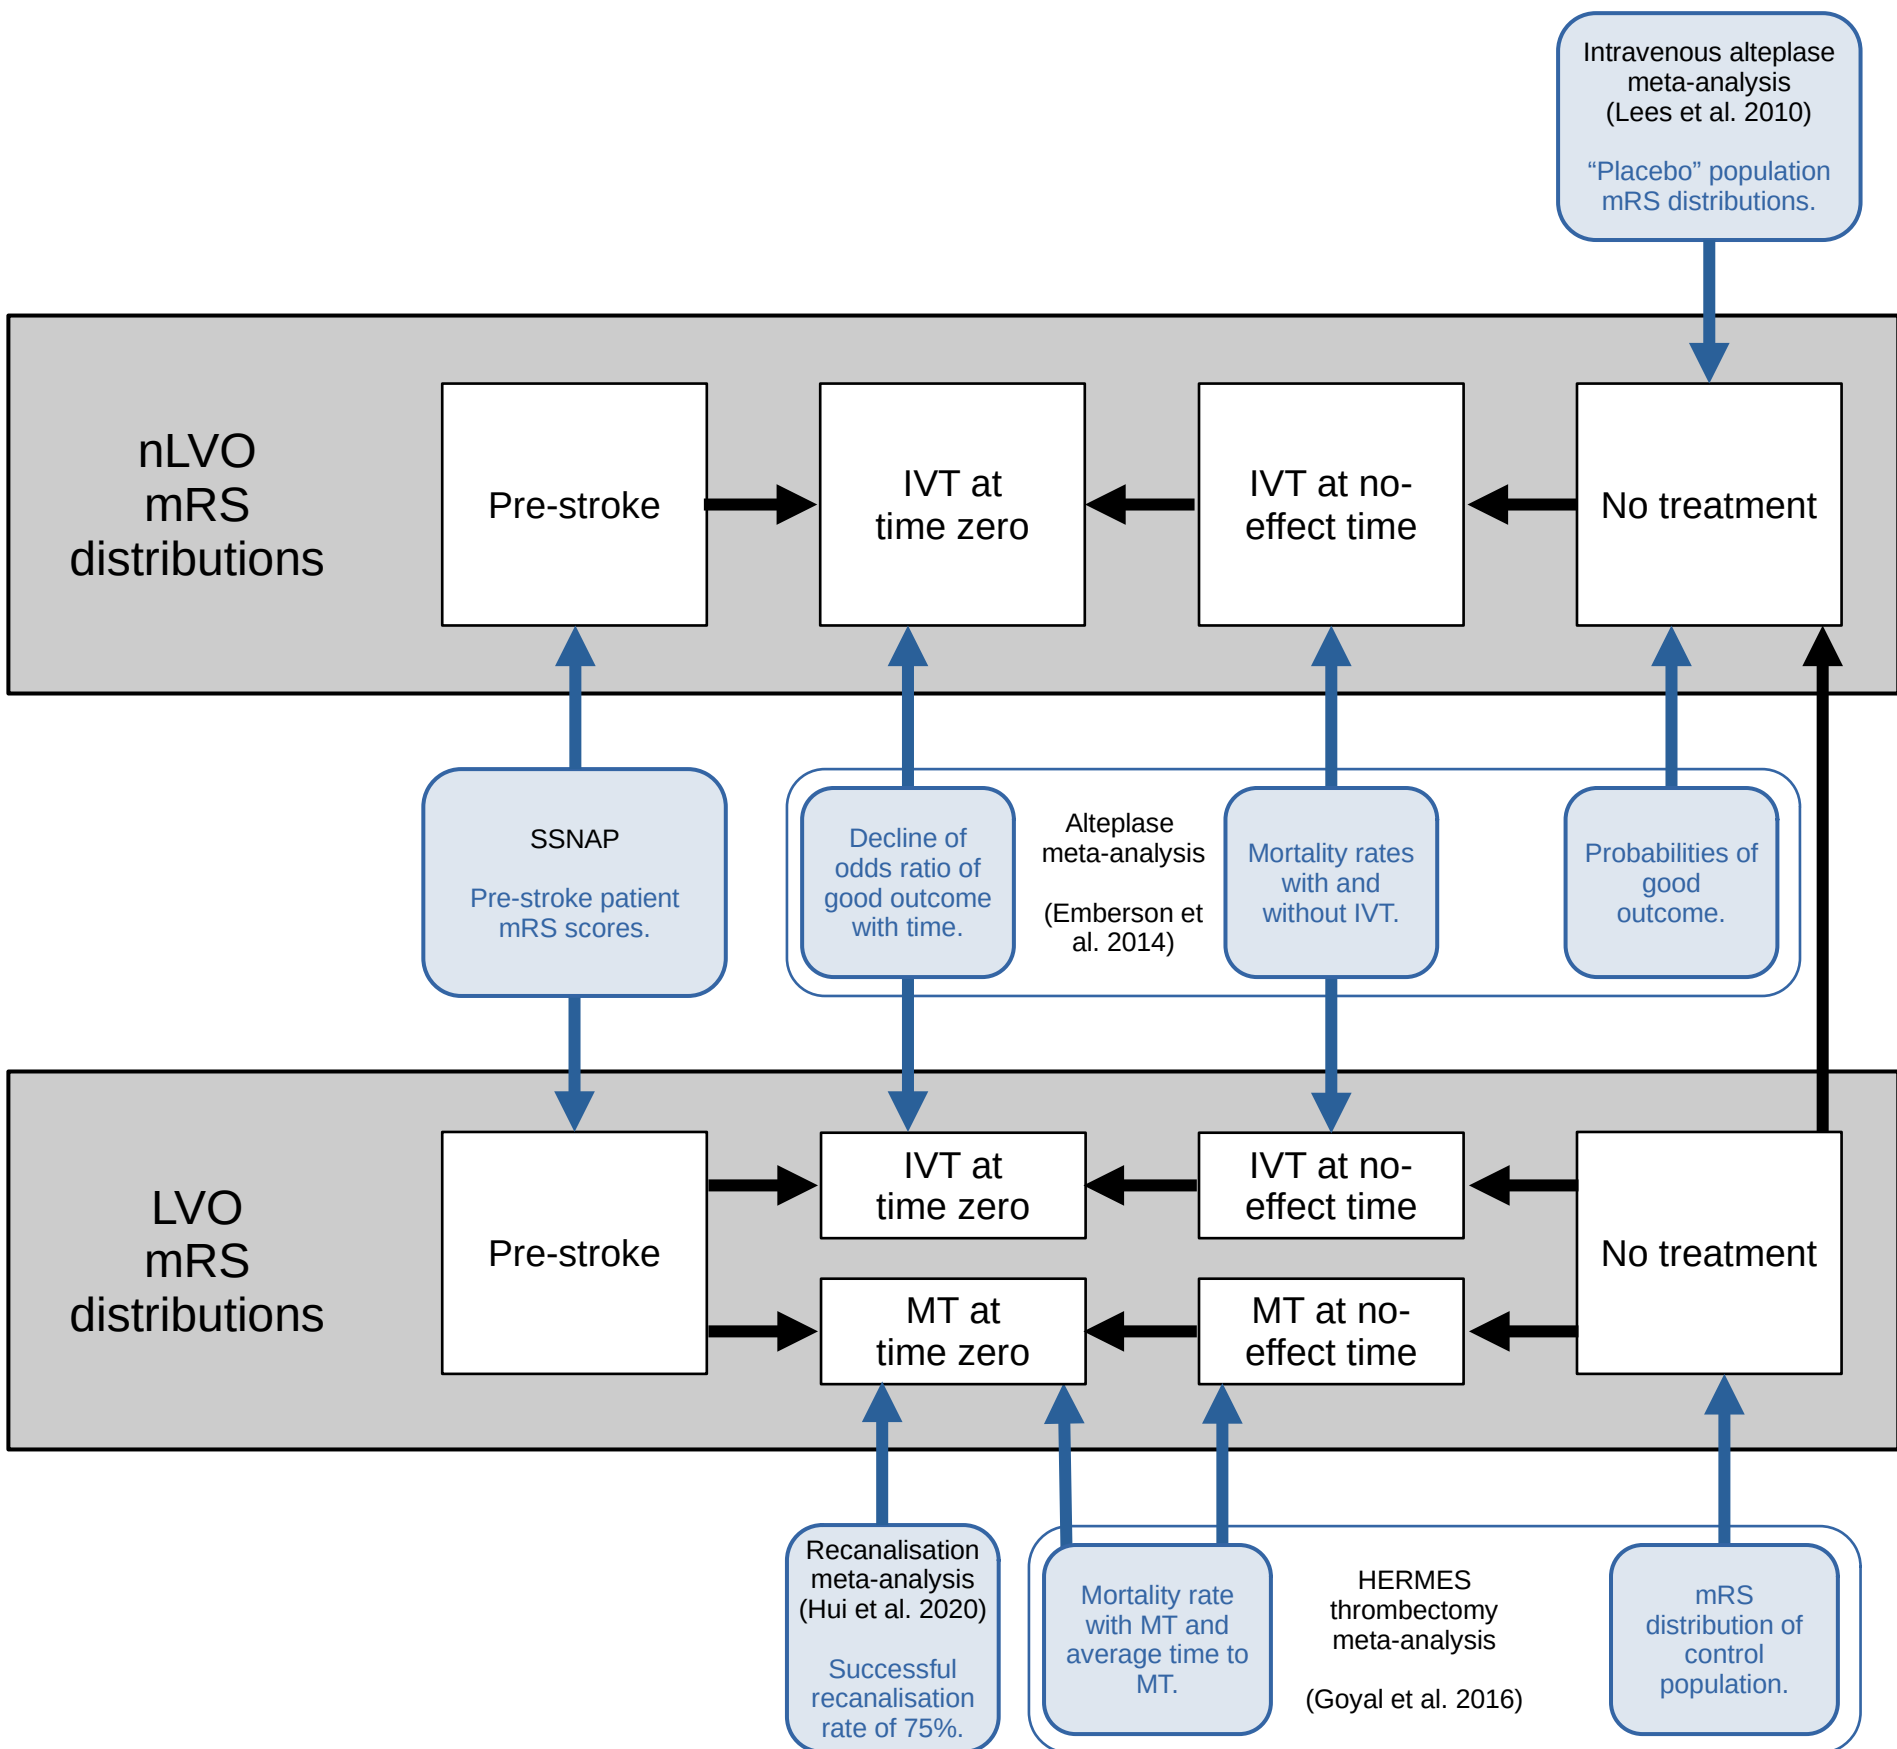 Intravenous alteplase
meta-analysis
(Lees et al. 2010)
“Placebo” population
mRS distributions.
nLVO
mRS
distributions
Pre-stroke
IVT at
time zero
IVT at no-
effect time
No treatment
SSNAP
Pre-stroke patient
mRS scores.
Decline of
odds ratio of
good outcome
with time.
Alteplase
meta-analysis
(Emberson et
al. 2014)
Mortality rates
with and
without IVT.
Probabilities of
good
outcome.
LVO
mRS
distributions
Pre-stroke
IVT at
time zero
IVT at no-
effect time
No treatment
MT at
time zero
MT at no-
effect time
Recanalisation
meta-analysis
(Hui et al. 2020)
Successful
recanalisation
rate of 75%.
Mortality rate
with MT and
average time to
MT.
HERMES
thrombectomy
meta-analysis
(Goyal et al. 2016)
mRS
distribution of
control
population.